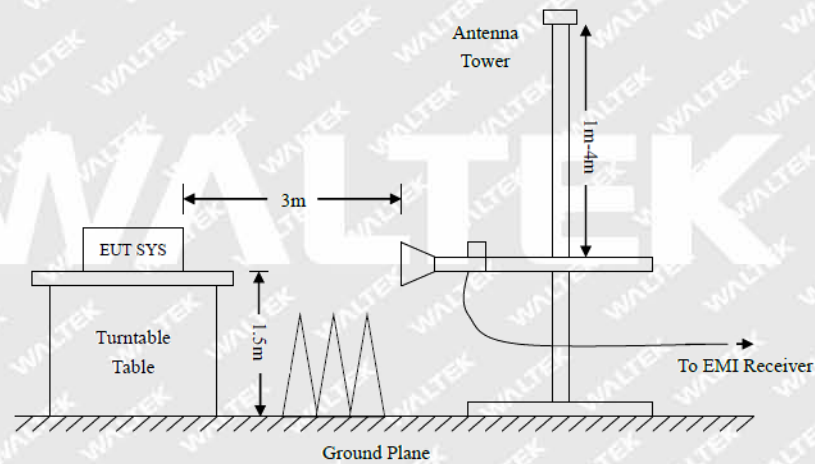 Antenna
Tower
1m-4m
3m
EUT SYS
1.5m
Turntable
Table
To EMI Receiver
Ground Plane
WALTEK